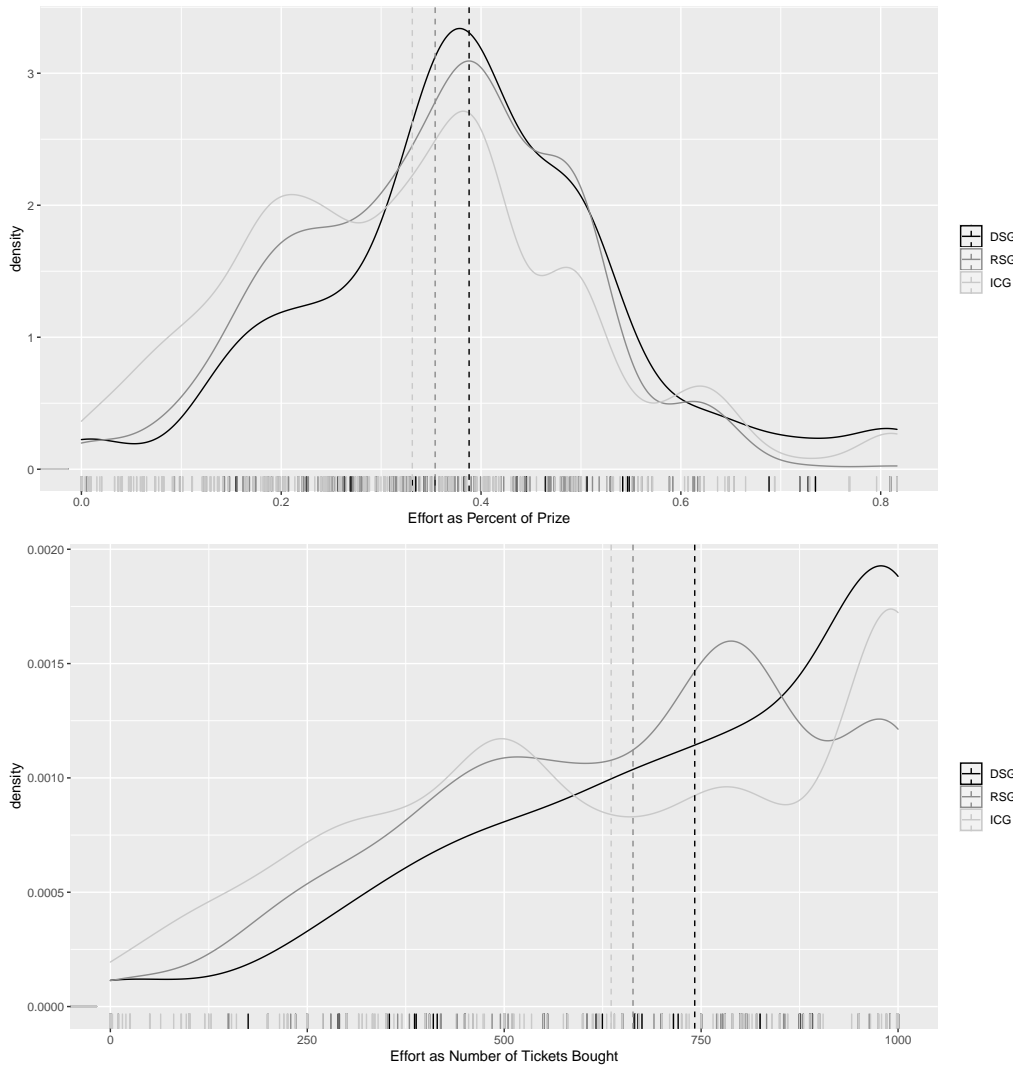 3
2
1
0
density
0.0
0.2
0.4
0.6
0.8
Effort as Percent of Prize
DSG
RSG
ICG
0.0020
0.0015
0.0010
0.0005
0.0000
density
0
250
500
750
1000
Effort as Number of Tickets Bought
DSG
RSG
ICG